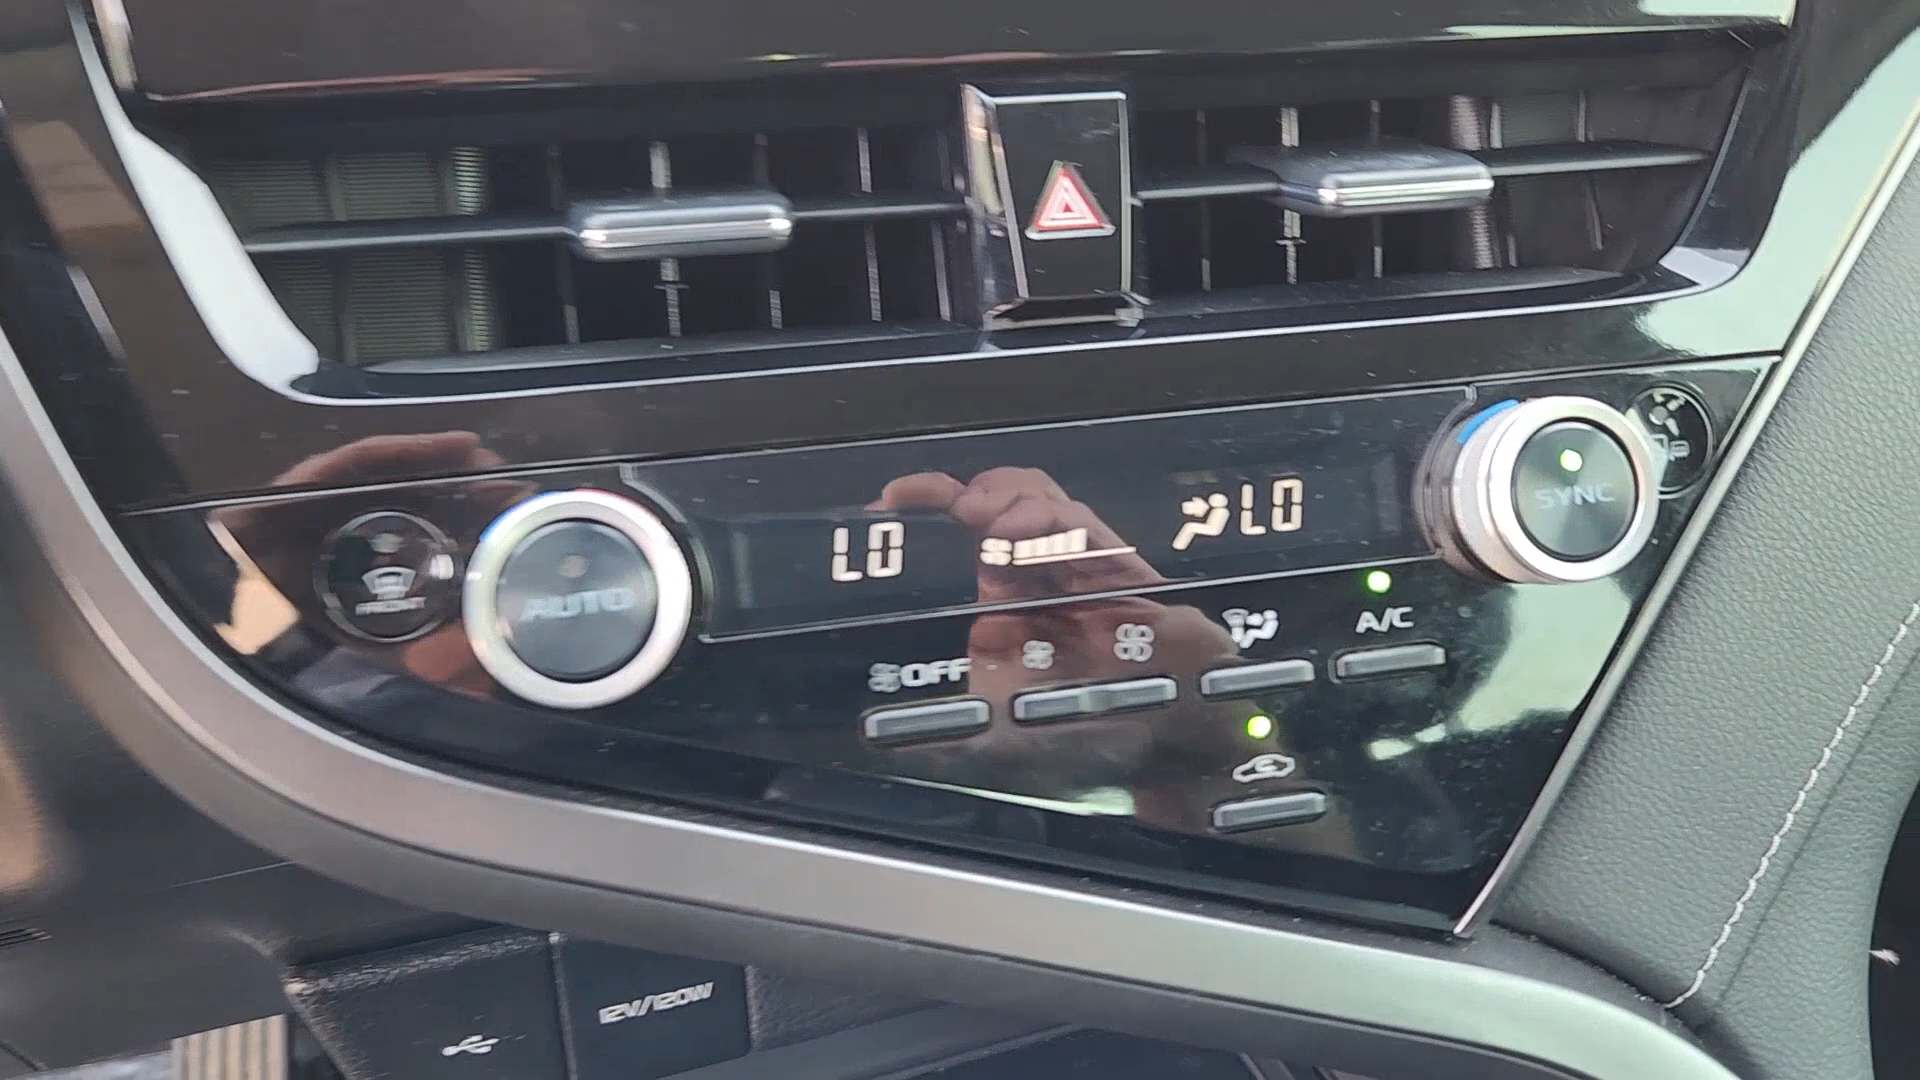 LO
LO
SYNC
FRONT
AUTO
OFF
A/C
12V/120W